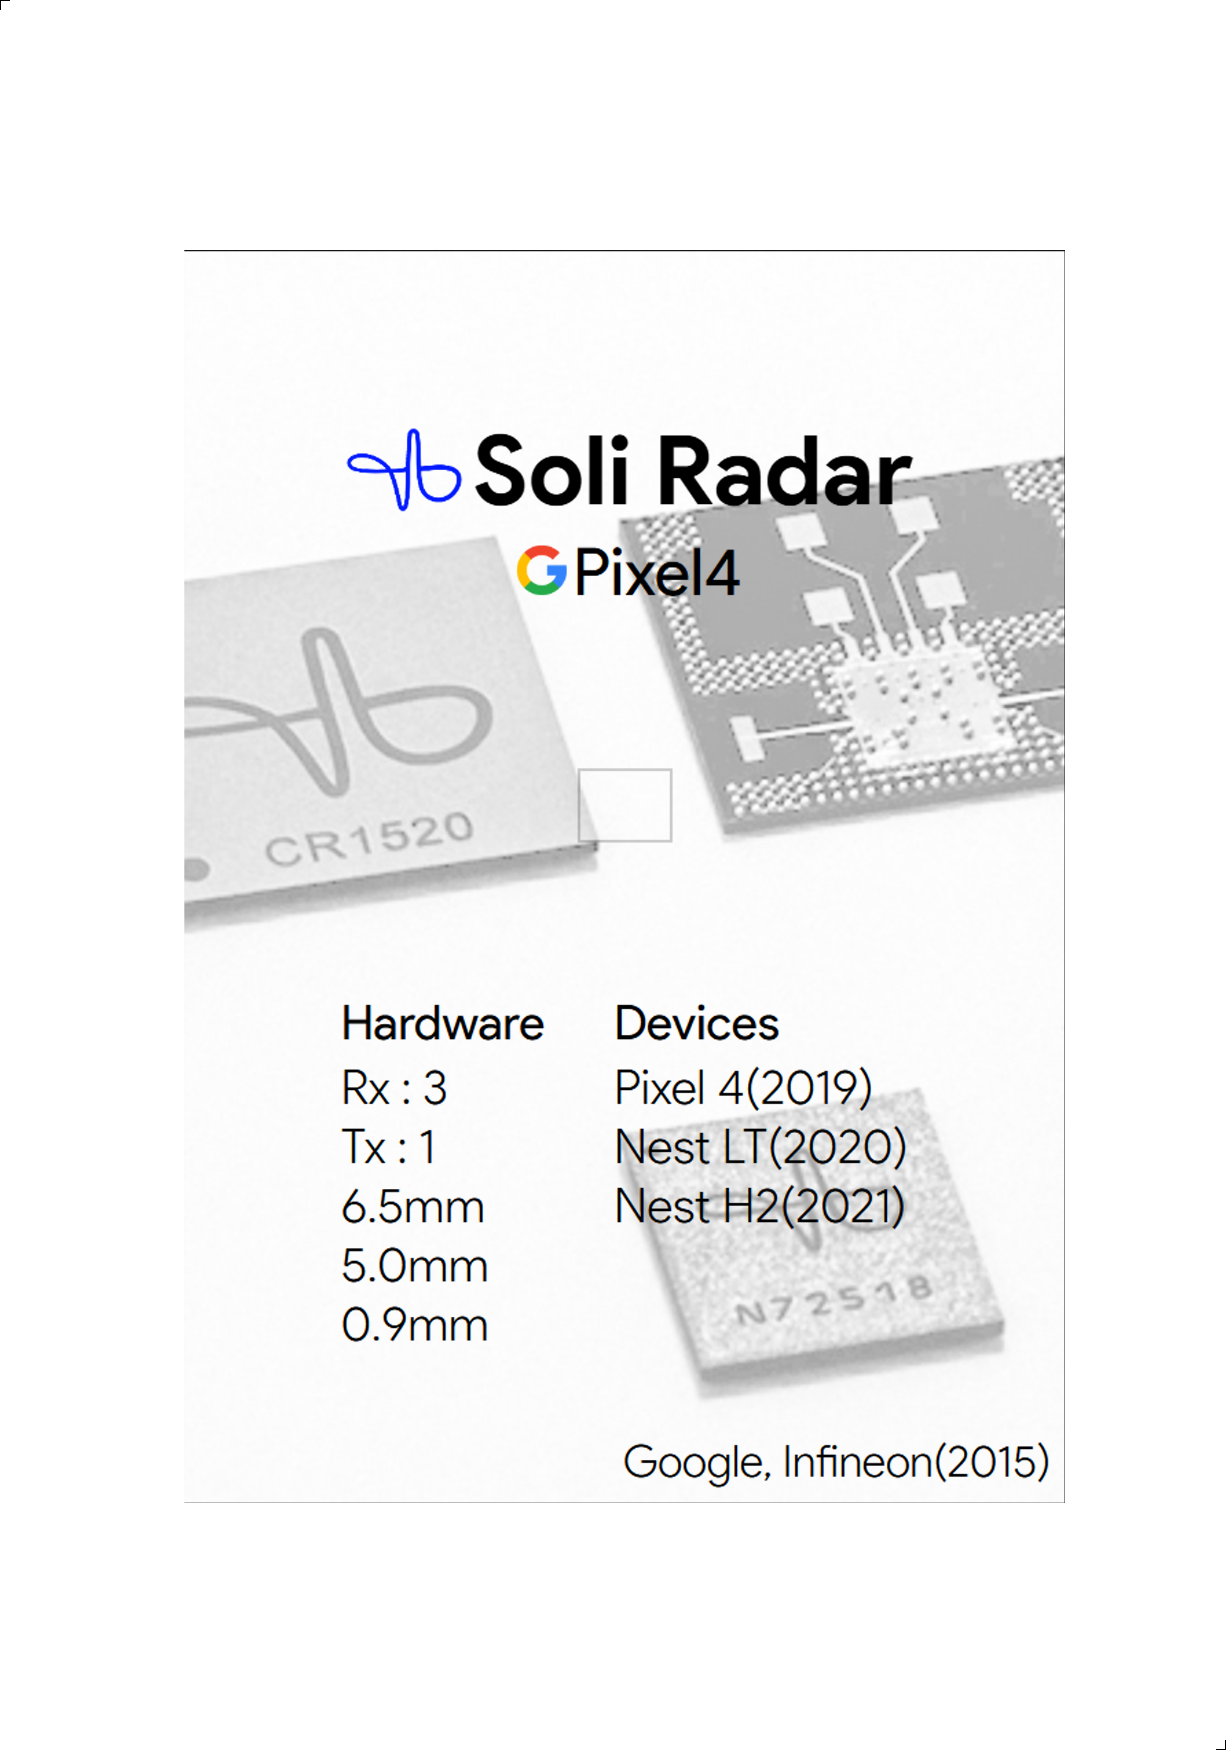 Soli Radar
Pixel4
CR1520
Hardware
Rx : 3
Tx : 1
6.5mm
5.0mm
0.9mm
Devices
Pixel 4(2019)
Nest LT(2020)
Nest H2(2021)
N72518
Google, Infineon(2015)